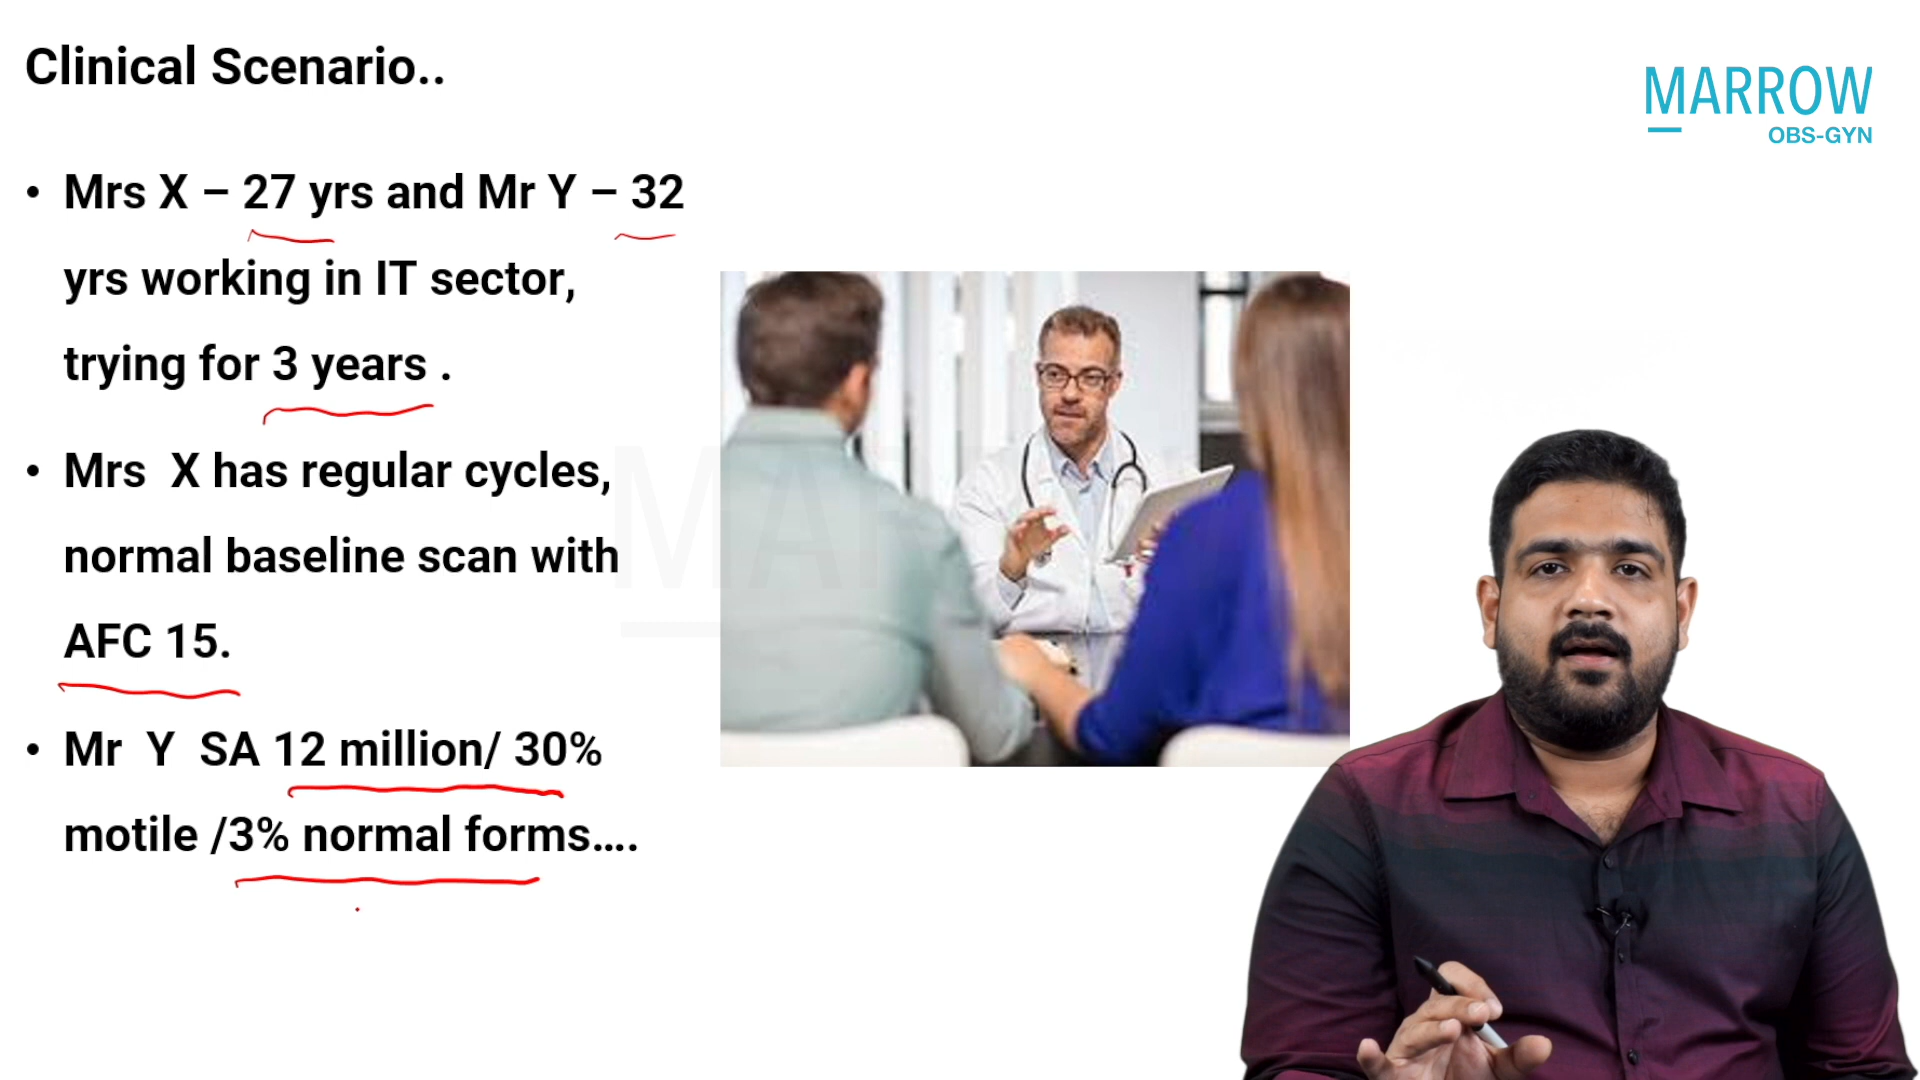 Clinical Scenario..
MARROW
OBS-GYN
• Mrs X – 27 yrs and Mr Y – 32
yrs working in IT sector,
trying for 3 years .
• Mrs X has regular cycles,
normal baseline scan with
AFC 15.
• Mr Y SA 12 million/ 30%
motile /3% normal forms....